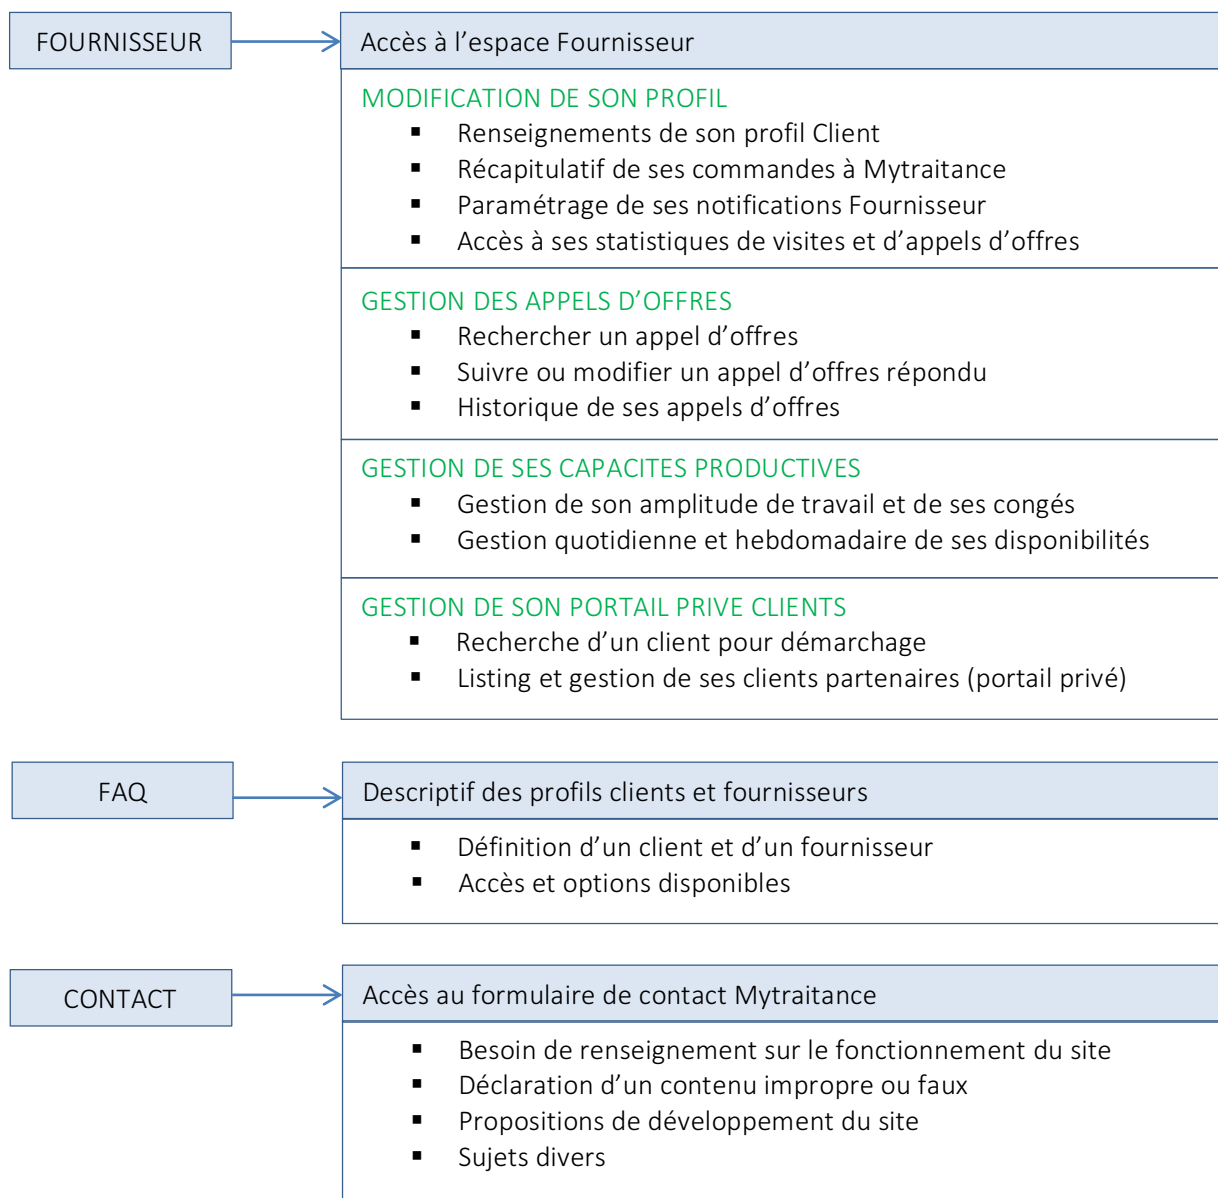 FOURNISSEUR
Accès à l’espace Fournisseur
MODIFICATION DE SON PROFIL
▪ Renseignements de son profil Client
▪ Récapitulatif de ses commandes à Mytraitance
▪ Paramétrage de ses notifications Fournisseur
▪ Accès à ses statistiques de visites et d’appels d’offres
GESTION DES APPELS D’OFFRES
▪ Rechercher un appel d’offres
▪ Suivre ou modifier un appel d’offres répondu
▪ Historique de ses appels d’offres
GESTION DE SES CAPACITES PRODUCTIVES
▪ Gestion de son amplitude de travail et de ses congés
▪ Gestion quotidienne et hebdomadaire de ses disponibilités
GESTION DE SON PORTAIL PRIVE CLIENTS
▪ Recherche d’un client pour démarchage
▪ Listing et gestion de ses clients partenaires (portail privé)
FAQ
Descriptif des profils clients et fournisseurs
▪ Définition d’un client et d’un fournisseur
▪ Accès et options disponibles
CONTACT
Accès au formulaire de contact Mytraitance
▪ Besoin de renseignement sur le fonctionnement du site
▪ Déclaration d’un contenu impropre ou faux
▪ Propositions de développement du site
▪ Sujets divers